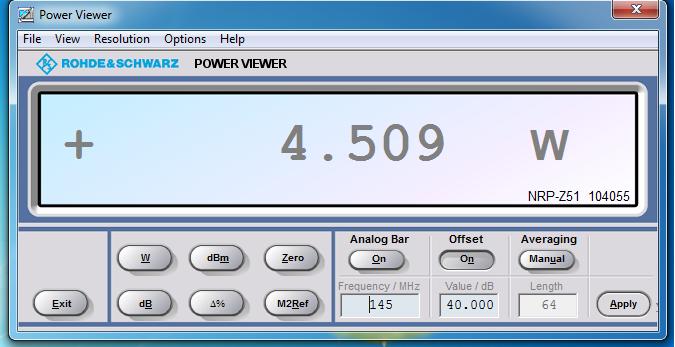 Power Viewer
x
File View Resolution Options Help
ROHDE&SCHWARZ POWER VIEWER
+ 4.509 W
NRP-Z51 104055
Analog Bar Offset Averaging
W dBm Zero On On Manual
Frequency / MHz Value / dB Length
Exit dB Δ% M2Ref 145 40.000 64 Apply